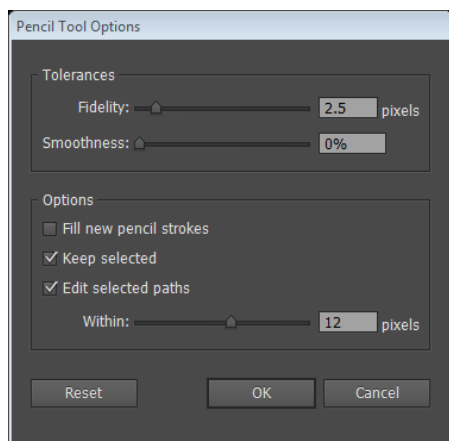 Pencil Tool Options
Tolerances
Fidelity: 2.5 pixels
Smoothness: 0%
Options
Fill new pencil strokes
Keep selected
Edit selected paths
Within: 12 pixels
Reset OK Cancel